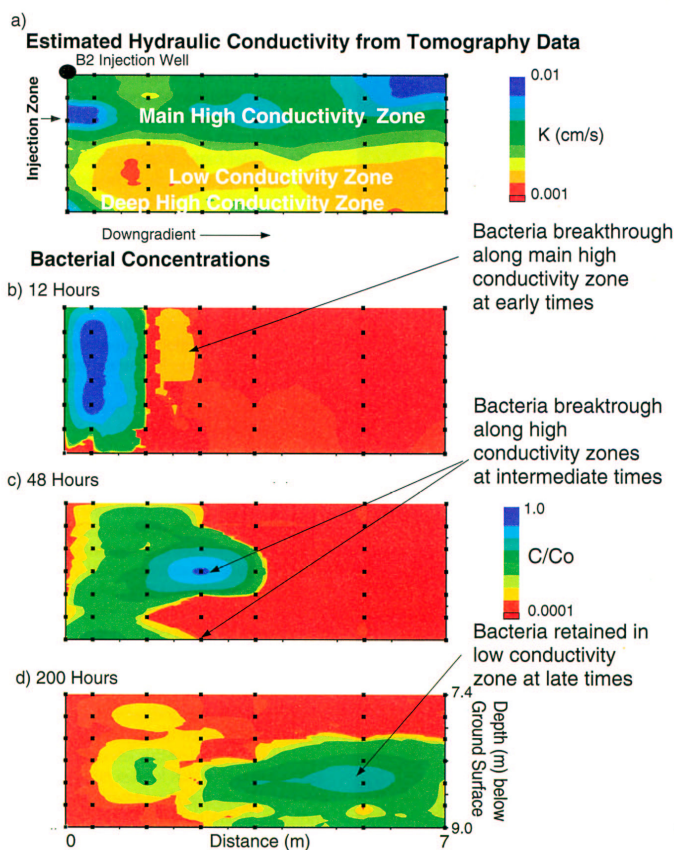 a)
Estimated Hydraulic Conductivity from Tomography Data
B2 Injection Well
Injection Zone
Main High Conductivity Zone
Low Conductivity Zone
Deep High Conductivity Zone
0.01
K (cm/s)
0.001
Downgradient
Bacterial Concentrations
Bacteria breakthrough
along main high
conductivity zone
at early times
b) 12 Hours
Bacteria breaktrough
along high
conductivity zones
at intermediate times
c) 48 Hours
1.0
C/Co
0.0001
Bacteria retained in
low conductivity
zone at late times
d) 200 Hours
7.4
Depth (m) below
Ground Surface
9.0
0
Distance (m)
7